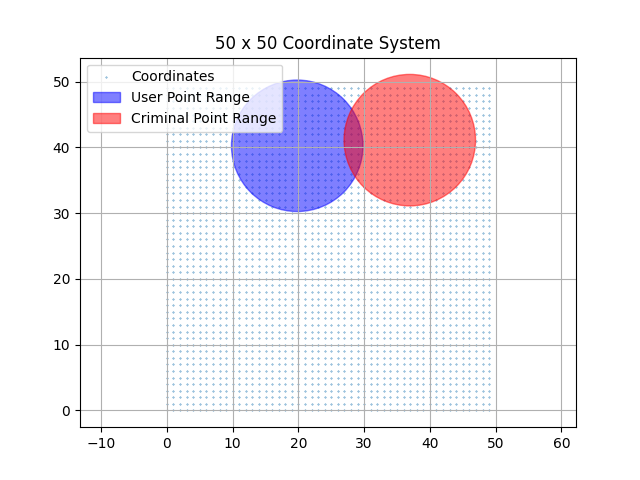 50 x 50 Coordinate System
Coordinates
User Point Range
Criminal Point Range
50
40
30
20
10
0
−10 0 10 20 30 40 50 60